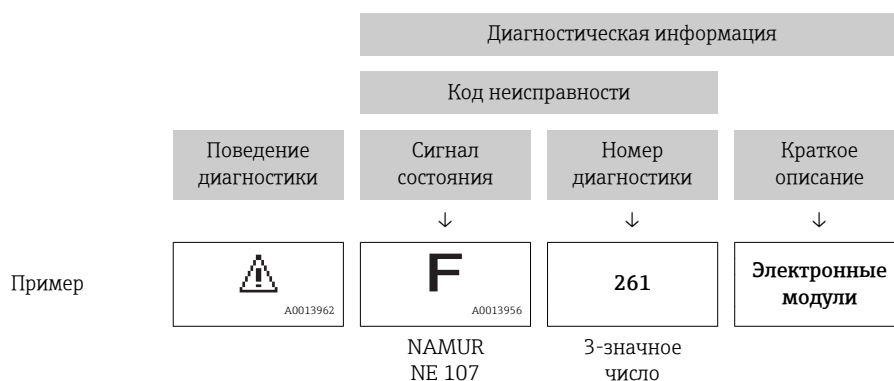 Диагностическая информация
Код неисправности
Поведение
диагностики
Сигнал
состояния
Номер
диагностики
Краткое
описание
↓ ↓ ↓
Пример
A0013962
F
A0013956
261
Электронные
модули
NAMUR
NE 107
3-значное
число